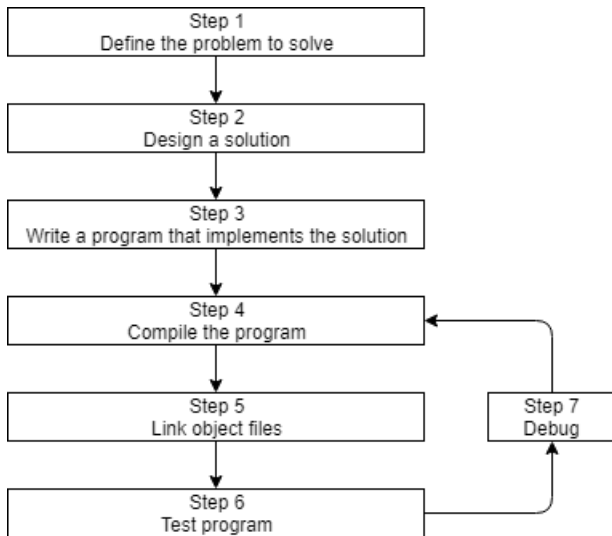 Step 1
Define the problem to solve
Step 2
Design a solution
Step 3
Write a program that implements the solution
Step 4
Compile the program
Step 5
Link object files
Step 7
Debug
Step 6
Test program